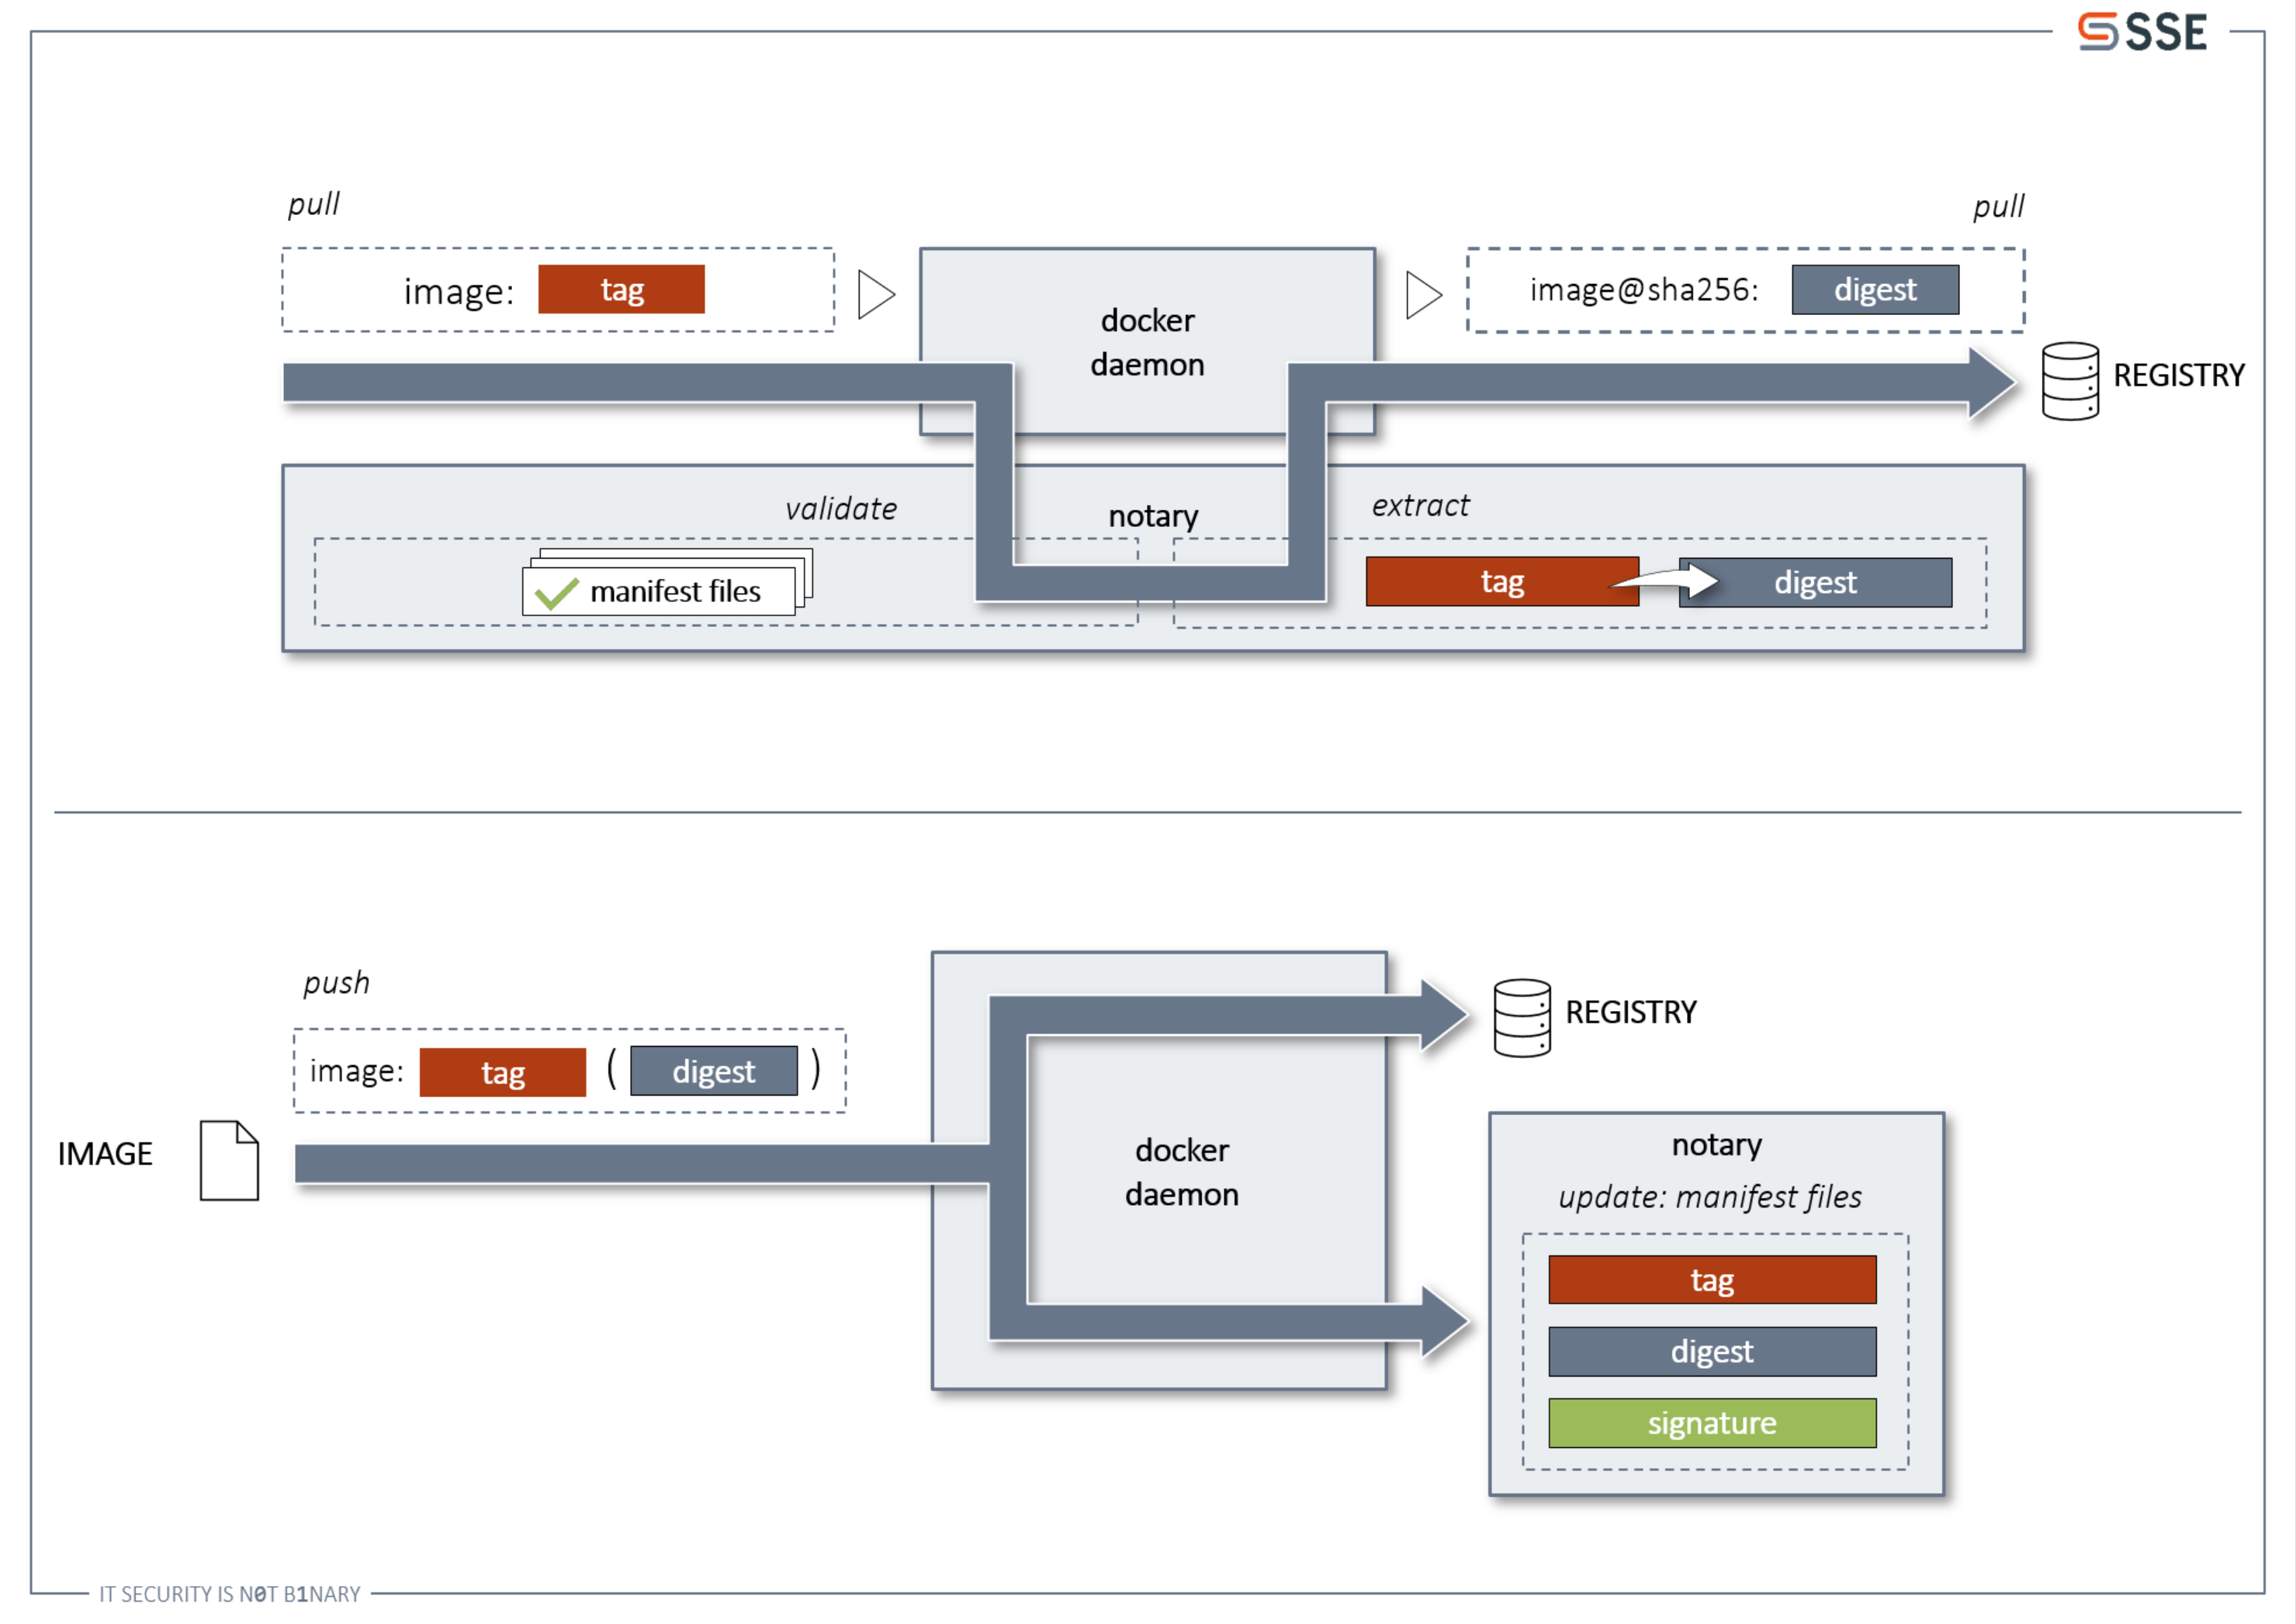 SSE
pull
pull
image: tag
image@sha256: digest
docker
daemon
REGISTRY
validate
notary
extract
manifest files
tag
digest
push
image: tag ( digest )
REGISTRY
IMAGE
docker
daemon
notary
update: manifest files
tag
digest
signature
IT SECURITY IS N0T B1NARY